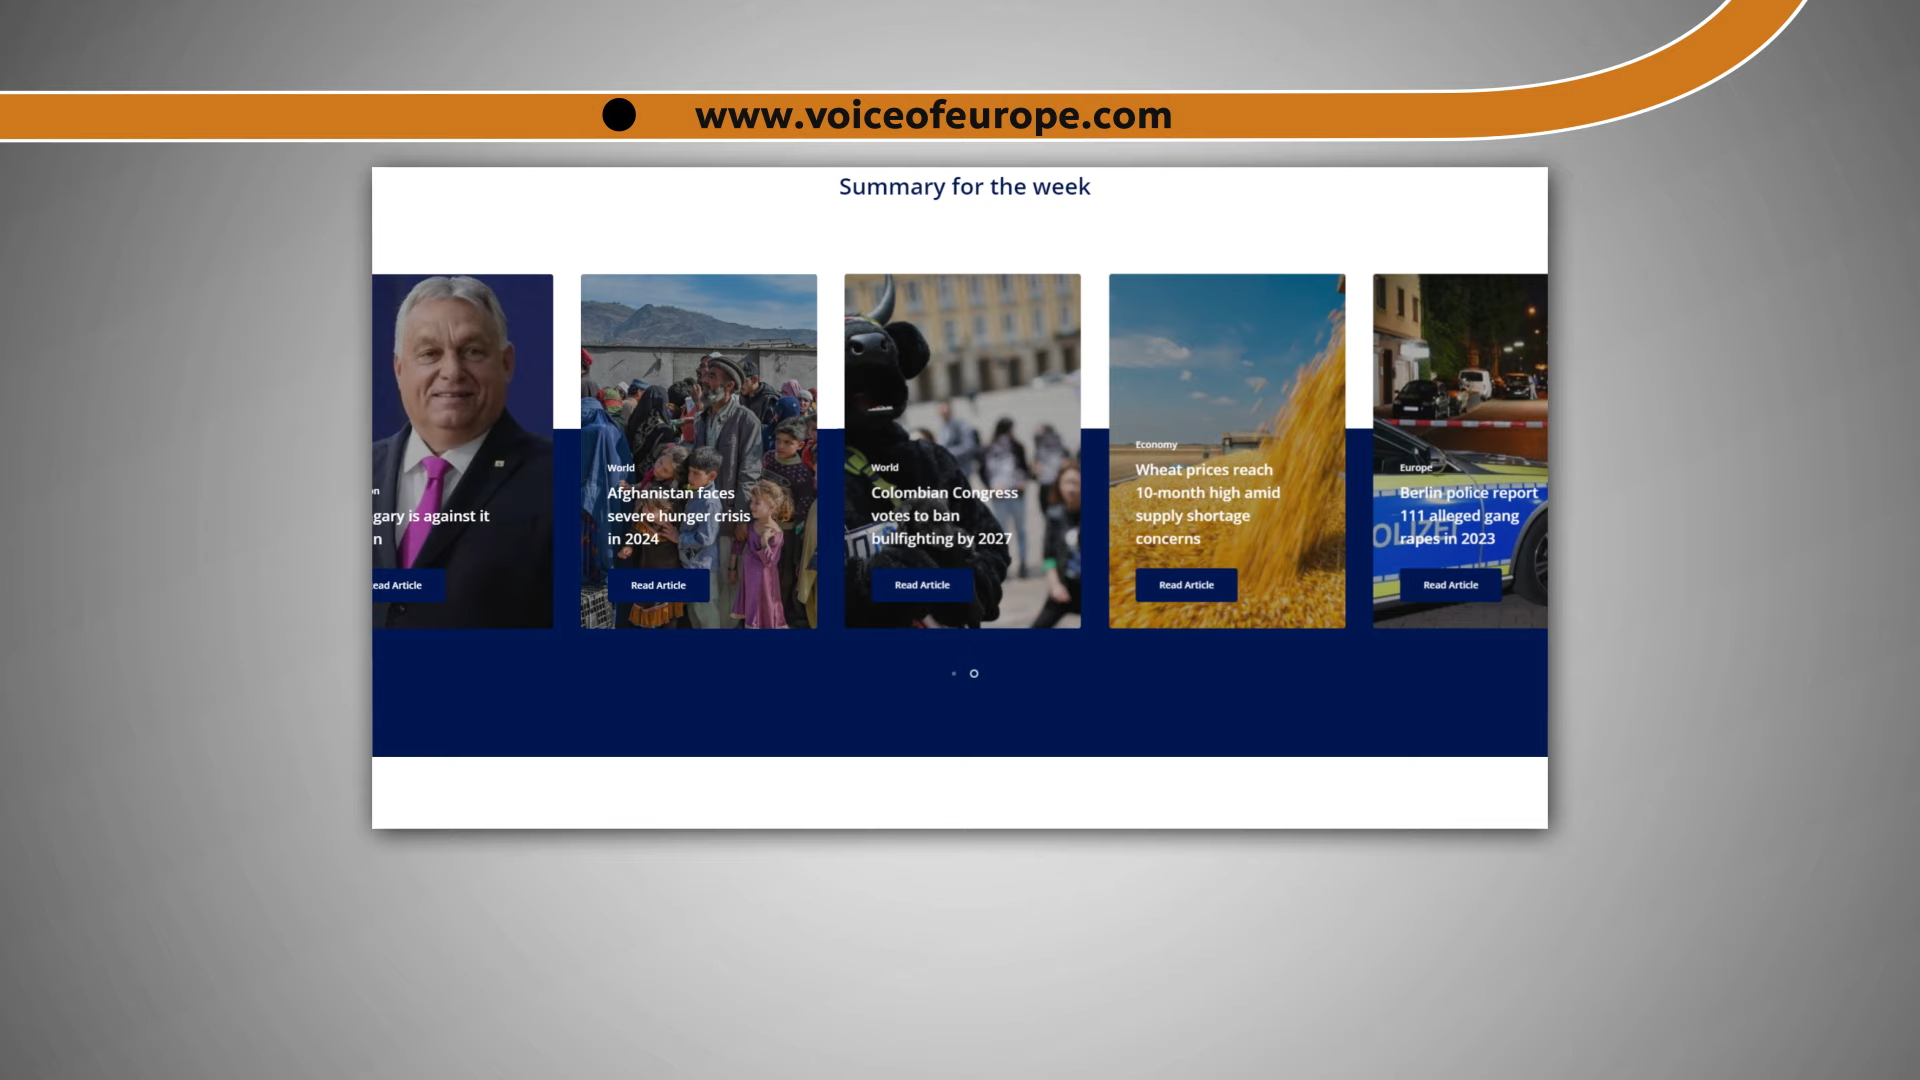 www.voiceofeurope.com
Summary for the week
on
gary is against it
n
ead Article
World
Afghanistan faces
severe hunger crisis
in 2024
Read Article
World
Colombian Congress
votes to ban
bullfighting by 2027
Read Article
Economy
Wheat prices reach
10-month high amid
supply shortage
concerns
Read Article
Europe
Berlin police report
111 alleged gang
rapes in 2023
Read Article